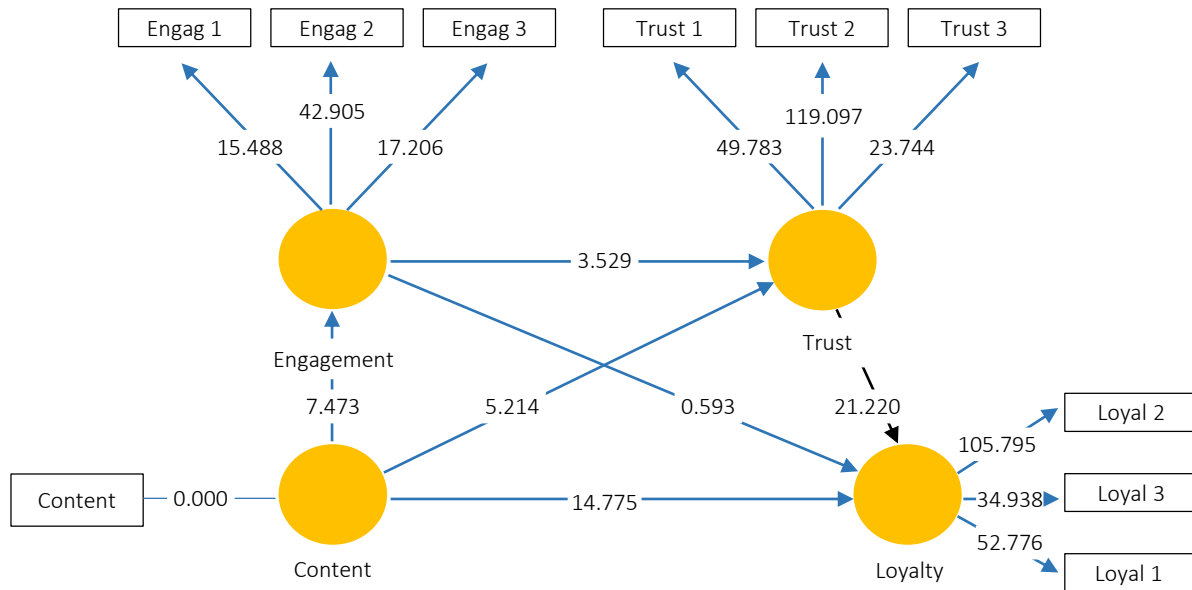 Engag 1
Engag 2
Engag 3
Trust 1
Trust 2
Trust 3
42.905
119.097
15.488
17.206
49.783
23.744
3.529
Engagement
Trust
7.473
5.214
0.593
21.220
Loyal 2
105.795
Content
0.000
14.775
34.938
Loyal 3
52.776
Content
Loyalty
Loyal 1